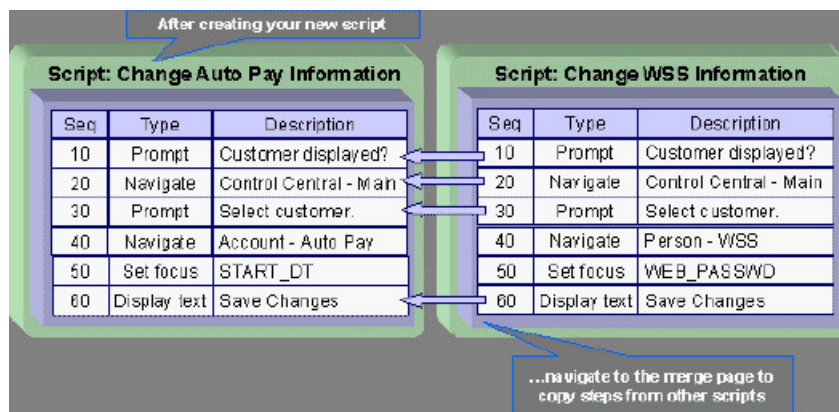 After creating your new script
Script: Change Auto Pay Information
Seq Type Description
10 Prompt Customer displayed?
20 Navigate Control Central - Main
30 Prompt Select customer.
40 Navigate Account - Auto Pay
50 Set focus START_DT
60 Display text Save Changes
Script: Change WSS Information
Seq Type Description
10 Prompt Customer displayed?
20 Navigate Control Central - Main
30 Prompt Select customer.
40 Navigate Person - WSS
50 Set focus WEB_PASSWD
60 Display text Save Changes
...navigate to the merge page to
copy steps from other scripts